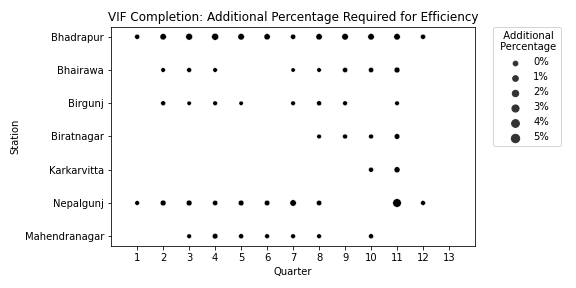 VIF Completion: Additional Percentage Required for Efficiency
Station
Bhadrapur
Bhairawa
Birgunj
Biratnagar
Karkarvitta
Nepalgunj
Mahendranagar
1 2 3 4 5 6 7 8 9 10 11 12 13
Quarter
Additional
Percentage
0%
1%
2%
3%
4%
5%